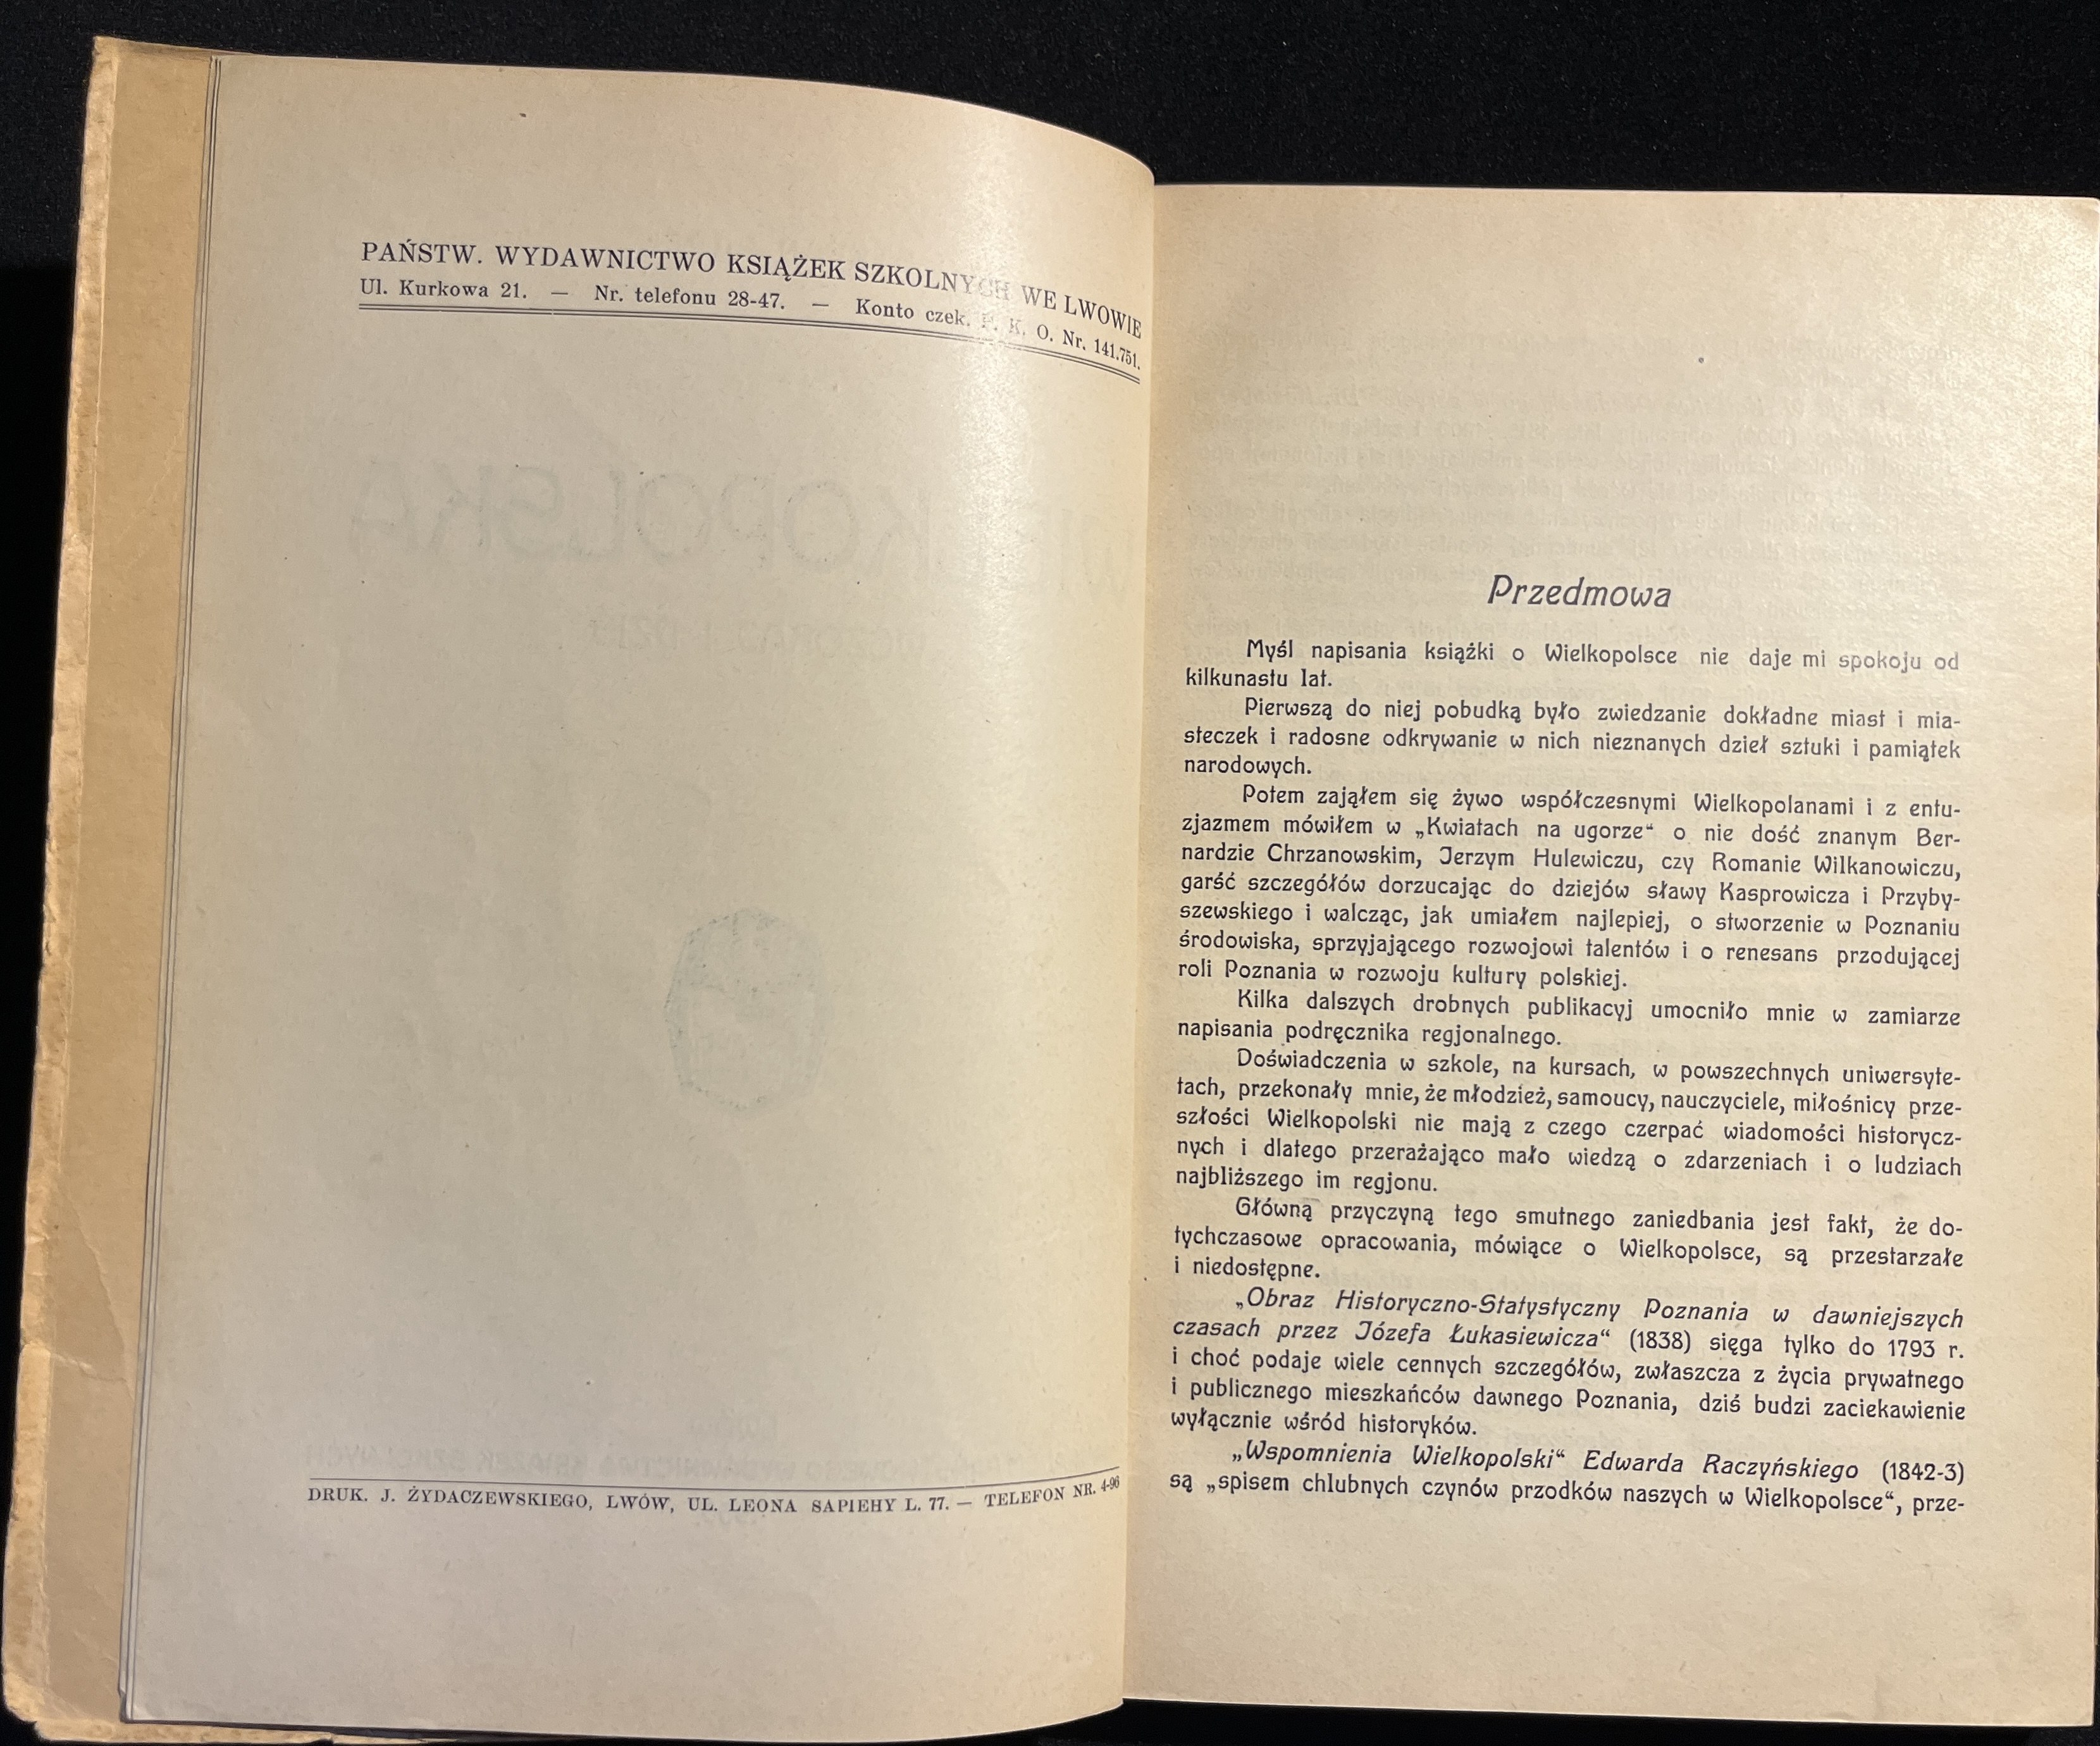 PAŃSTW. WYDAWNICTWO KSIĄŻEK SZKOLNYCH WE LWOWIE
Ul. Kurkowa 21. — Nr. telefonu 28-47. — Konto czek. P. K. O. Nr. 141.751.
DRUK. J. ŻYDACZEWSKIEGO, LWÓW, UL. LEONA SAPIEHY L. 77. — TELEFON NR. 4-96
Przedmowa
Myśl napisania książki o Wielkopolsce nie daje mi spokoju od
kilkunastu lat.
Pierwszą do niej pobudką było zwiedzanie dokładne miast i mia-
steczek i radosne odkrywanie w nich nieznanych dzieł sztuki i pamiątek
narodowych.
Potem zająłem się żywo współczesnymi Wielkopolanami i z entu-
zjazmem mówiłem w „Kwiatach na ugorze“ o nie dość znanym Ber-
nardzie Chrzanowskim, Jerzym Hulewiczu, czy Romanie Wilkanowiczu,
garść szczegółów dorzucając do dziejów sławy Kasprowicza i Przyby-
szewskiego i walcząc, jak umiałem najlepiej, o stworzenie w Poznaniu
środowiska, sprzyjającego rozwojowi talentów i o renesans przodującej
roli Poznania w rozwoju kultury polskiej.
Kilka dalszych drobnych publikacyj umocniło mnie w zamiarze
napisania podręcznika regjonalnego.
Doświadczenia w szkole, na kursach, w powszechnych uniwersyte-
tach, przekonały mnie, że młodzież, samoucy, nauczyciele, miłośnicy prze-
szłości Wielkopolski nie mają z czego czerpać wiadomości historycz-
nych i dlatego przerażająco mało wiedzą o zdarzeniach i o ludziach
najbliższego im regjonu.
Główną przyczyną tego smutnego zaniedbania jest fakt, że do-
tychczasowe opracowania, mówiące o Wielkopolsce, są przestarzałe
i niedostępne.
„Obraz Historyczno-Statystyczny Poznania w dawniejszych
czasach przez Józefa Łukasiewicza“ (1838) sięga tylko do 1793 r.
i choć podaje wiele cennych szczegółów, zwłaszcza z życia prywatnego
i publicznego mieszkańców dawnego Poznania, dziś budzi zaciekawienie
wyłącznie wśród historyków.
„Wspomnienia Wielkopolski“ Edwarda Raczyńskiego (1842-3)
są „spisem chlubnych czynów przodków naszych w Wielkopolsce“, prze-